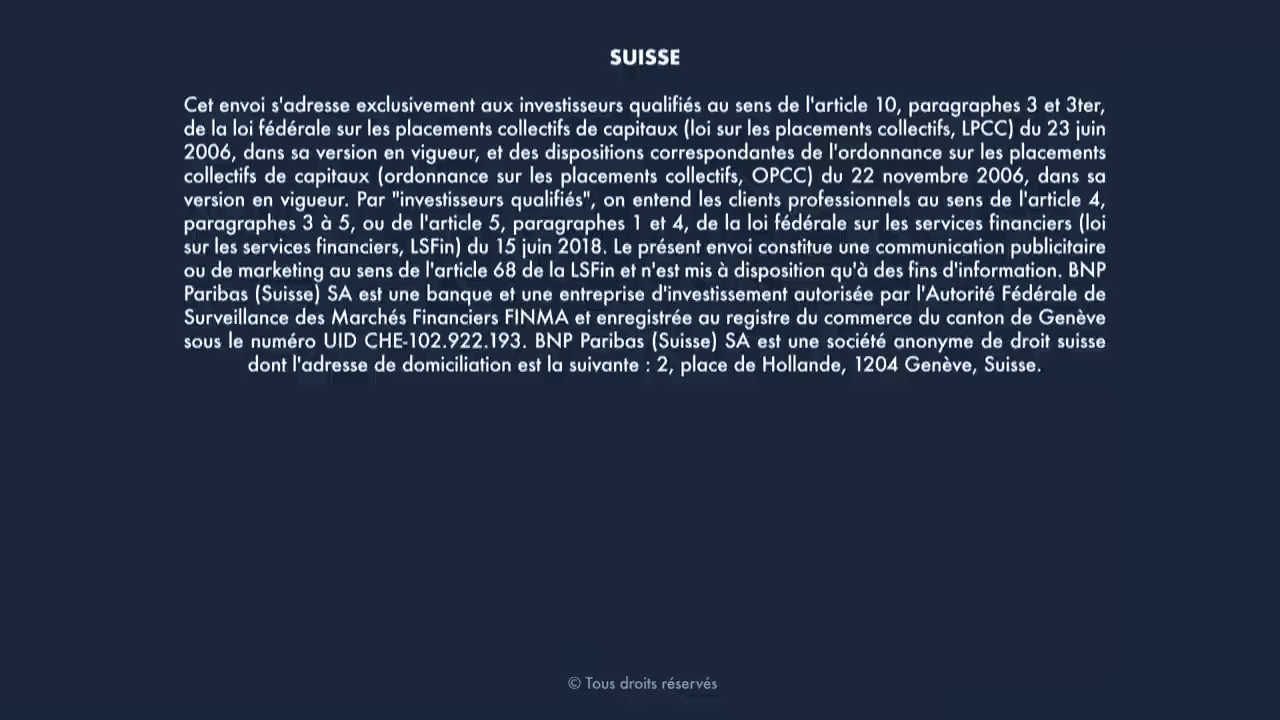 SUISSE
Cet envoi s'adresse exclusivement aux investisseurs qualifiés au sens de l'article 10, paragraphes 3 et 3ter,
de la loi fédérale sur les placements collectifs de capitaux (loi sur les placements collectifs, LPCC) du 23 juin
2006, dans sa version en vigueur, et des dispositions correspondantes de l'ordonnance sur les placements
collectifs de capitaux (ordonnance sur les placements collectifs, OPCC) du 22 novembre 2006, dans sa
version en vigueur. Par "investisseurs qualifiés", on entend les clients professionnels au sens de l'article 4,
paragraphes 3 à 5, ou de l'article 5, paragraphes 1 et 4, de la loi fédérale sur les services financiers (loi
sur les services financiers, LSFin) du 15 juin 2018. Le présent envoi constitue une communication publicitaire
ou de marketing au sens de l'article 68 de la LSFin et n'est mis à disposition qu'à des fins d'information. BNP
Paribas (Suisse) SA est une banque et une entreprise d'investissement autorisée par l'Autorité Fédérale de
Surveillance des Marchés Financiers FINMA et enregistrée au registre du commerce du canton de Genève
sous le numéro UID CHE-102.922.193. BNP Paribas (Suisse) SA est une société anonyme de droit suisse
dont l'adresse de domiciliation est la suivante : 2, place de Hollande, 1204 Genève, Suisse.
© Tous droits réservés